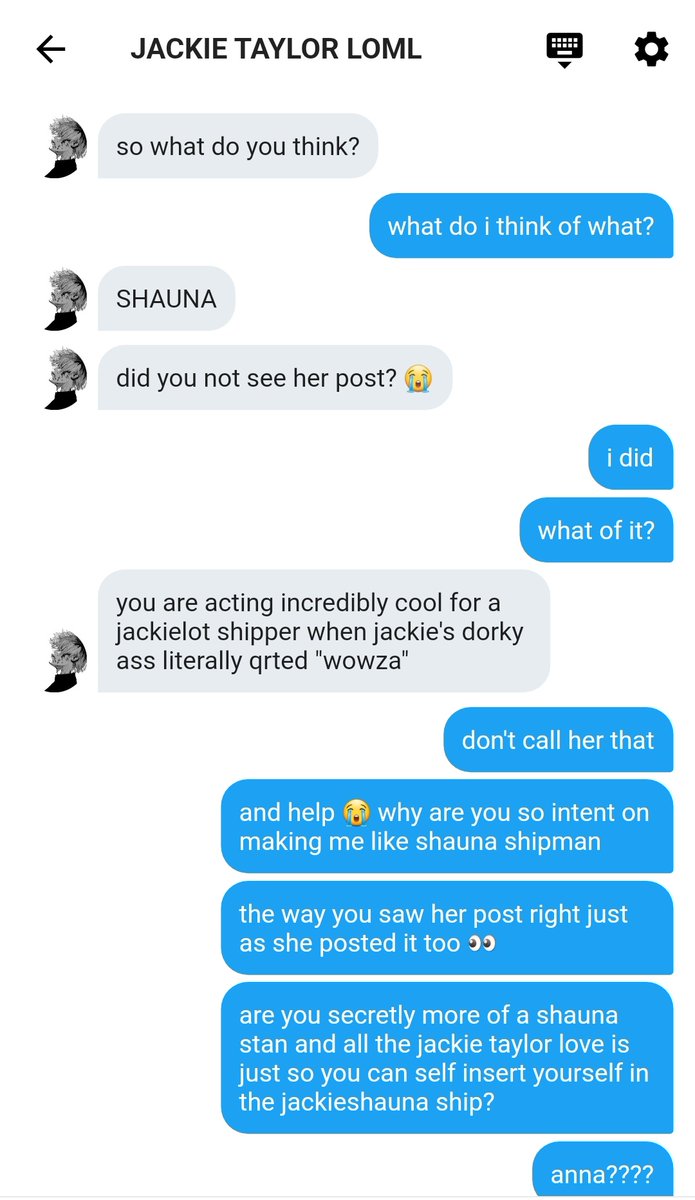 JACKIE TAYLOR LOML
so what do you think?
what do i think of what?
SHAUNA
did you not see her post? 😭
i did
what of it?
you are acting incredibly cool for a
jackielot shipper when jackie's dorky
ass literally qrted "wowza"
don't call her that
and help 😭 why are you so intent on
making me like shauna shipman
the way you saw her post right just
as she posted it too 👀
are you secretly more of a shauna
stan and all the jackie taylor love is
just so you can self insert yourself in
the jackieshauna ship?
anna????